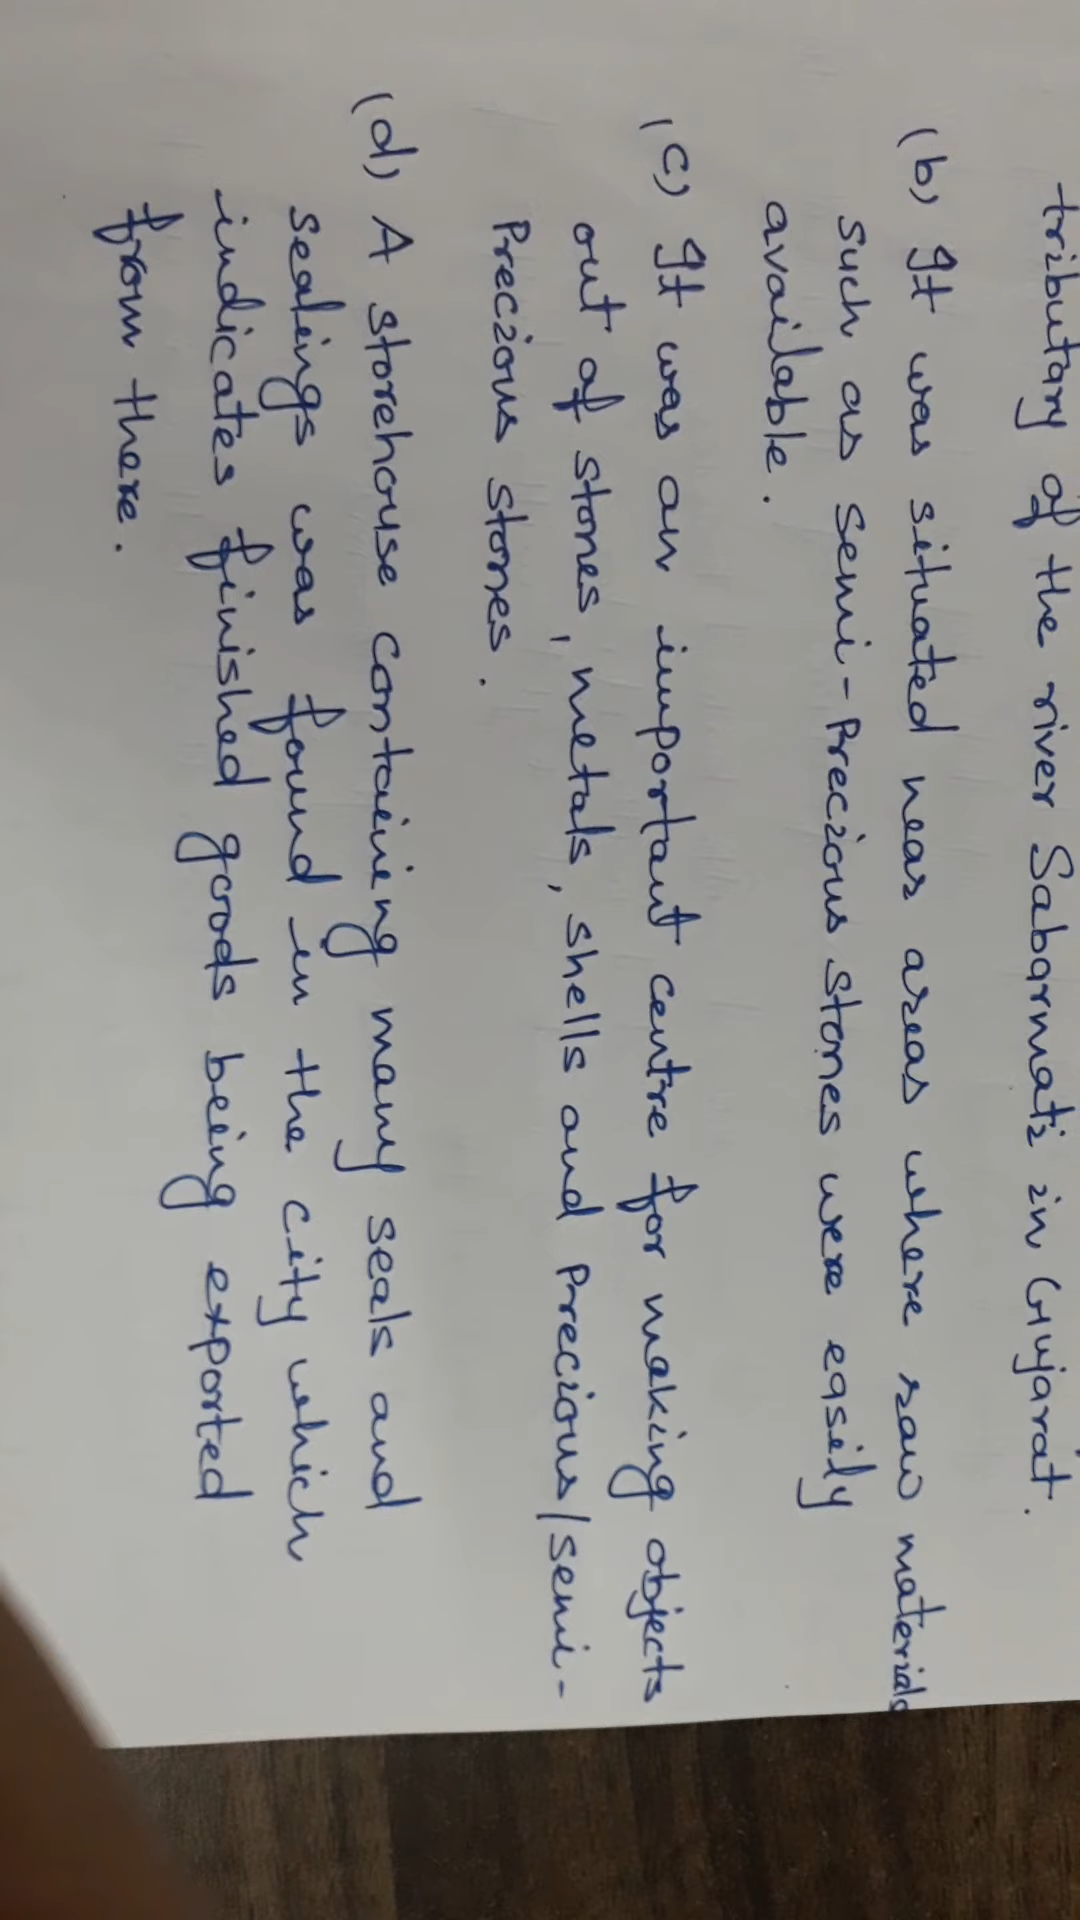 tributary of the river Sabarmati in Gujarat.
(b) It was situated near areas where raw materials
such as semi-Precious stones were easily
available.
(c) It was an important centre for making objects
out of stones, metals, shells and Precious/semi-
Precious stones.
(d) A storehouse containing many seals and
sealings was found in the city which
indicates finished goods being exported
from there.